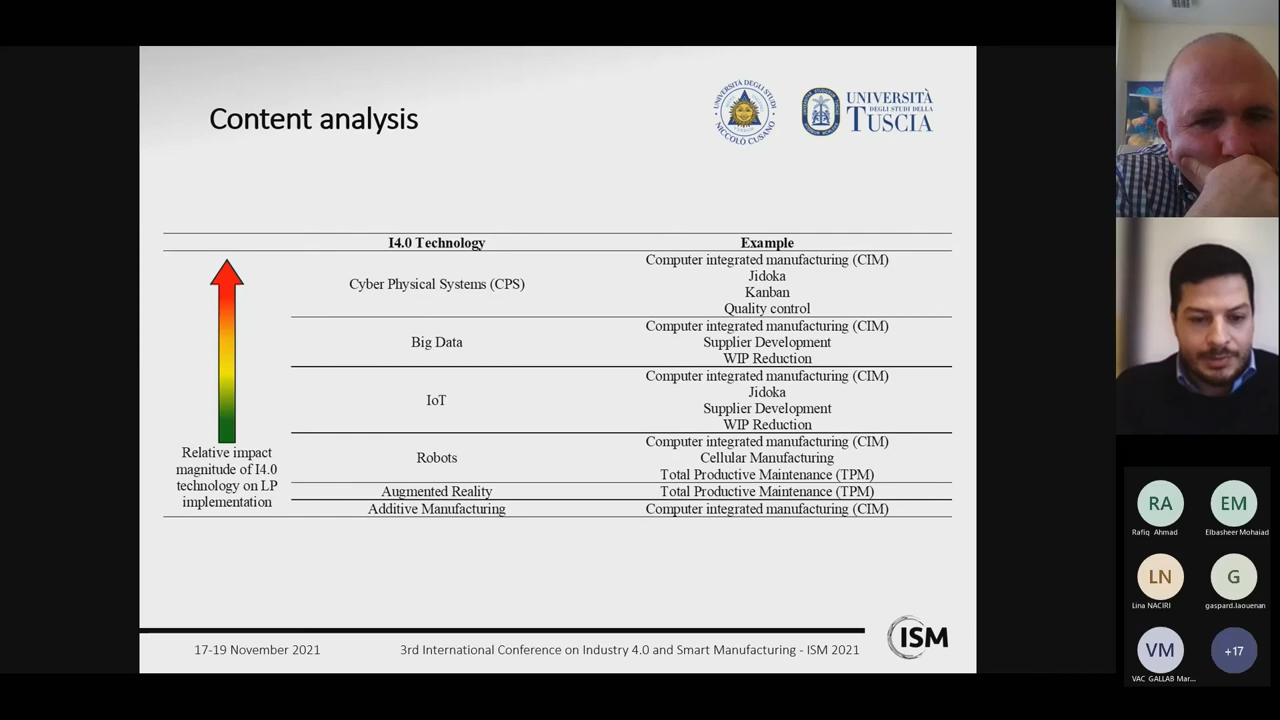 Content analysis
UNIVERSITÀ DEGLI STUDI
NICCOLÒ CUSANO
UNIVERSITÀ
DEGLI STUDI DELLA
TUSCIA
I4.0 Technology
Example
Cyber Physical Systems (CPS)
Computer integrated manufacturing (CIM)
Jidoka
Kanban
Quality control
Big Data
Computer integrated manufacturing (CIM)
Supplier Development
WIP Reduction
IoT
Computer integrated manufacturing (CIM)
Jidoka
Supplier Development
WIP Reduction
Robots
Computer integrated manufacturing (CIM)
Cellular Manufacturing
Total Productive Maintenance (TPM)
Augmented Reality
Total Productive Maintenance (TPM)
Additive Manufacturing
Computer integrated manufacturing (CIM)
Relative impact
magnitude of I4.0
technology on LP
implementation
17-19 November 2021
3rd International Conference on Industry 4.0 and Smart Manufacturing - ISM 2021
ISM
RA
Rafiq Ahmad
EM
Elbasheer Mohaiad
LN
Lina NACIRI
G
gaspard.laouenan
VM
VAC GALLAB Mar...
+17